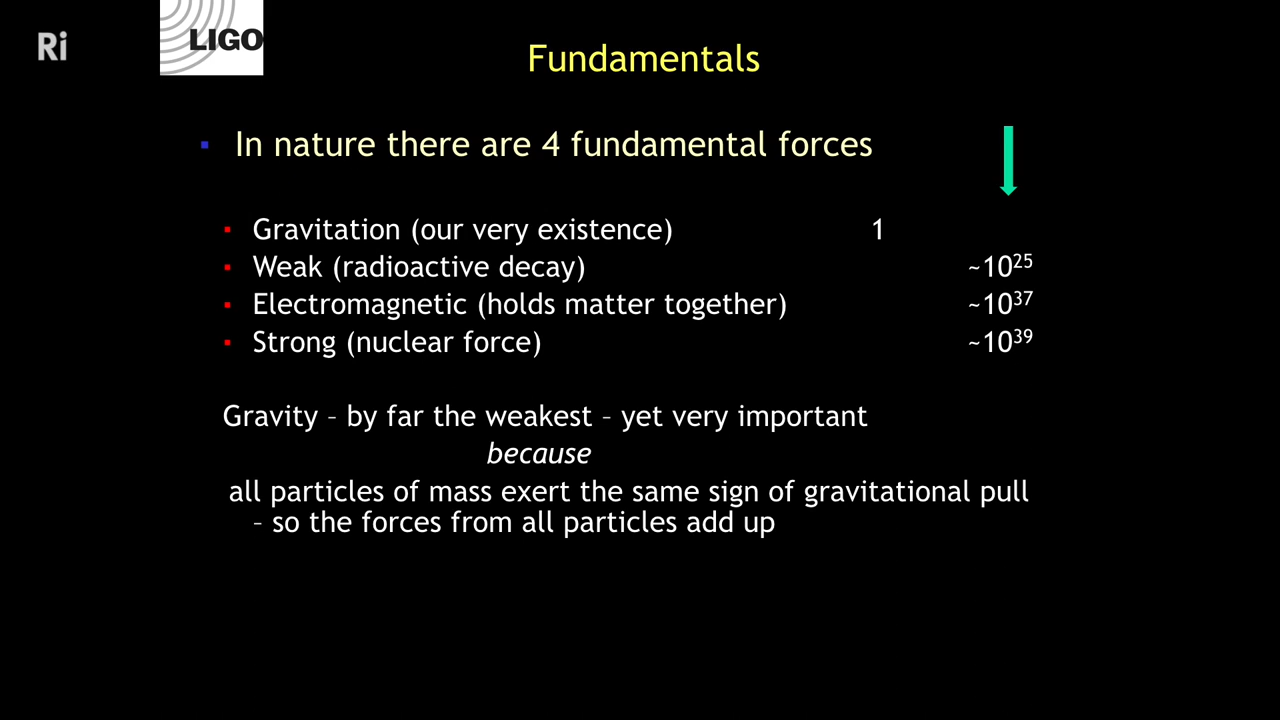 Ri
LIGO
Fundamentals
▪ In nature there are 4 fundamental forces
▪ Gravitation (our very existence) 1
▪ Weak (radioactive decay) ~10²⁵
▪ Electromagnetic (holds matter together) ~10³⁷
▪ Strong (nuclear force) ~10³⁹
Gravity – by far the weakest – yet very important
because
all particles of mass exert the same sign of gravitational pull
– so the forces from all particles add up